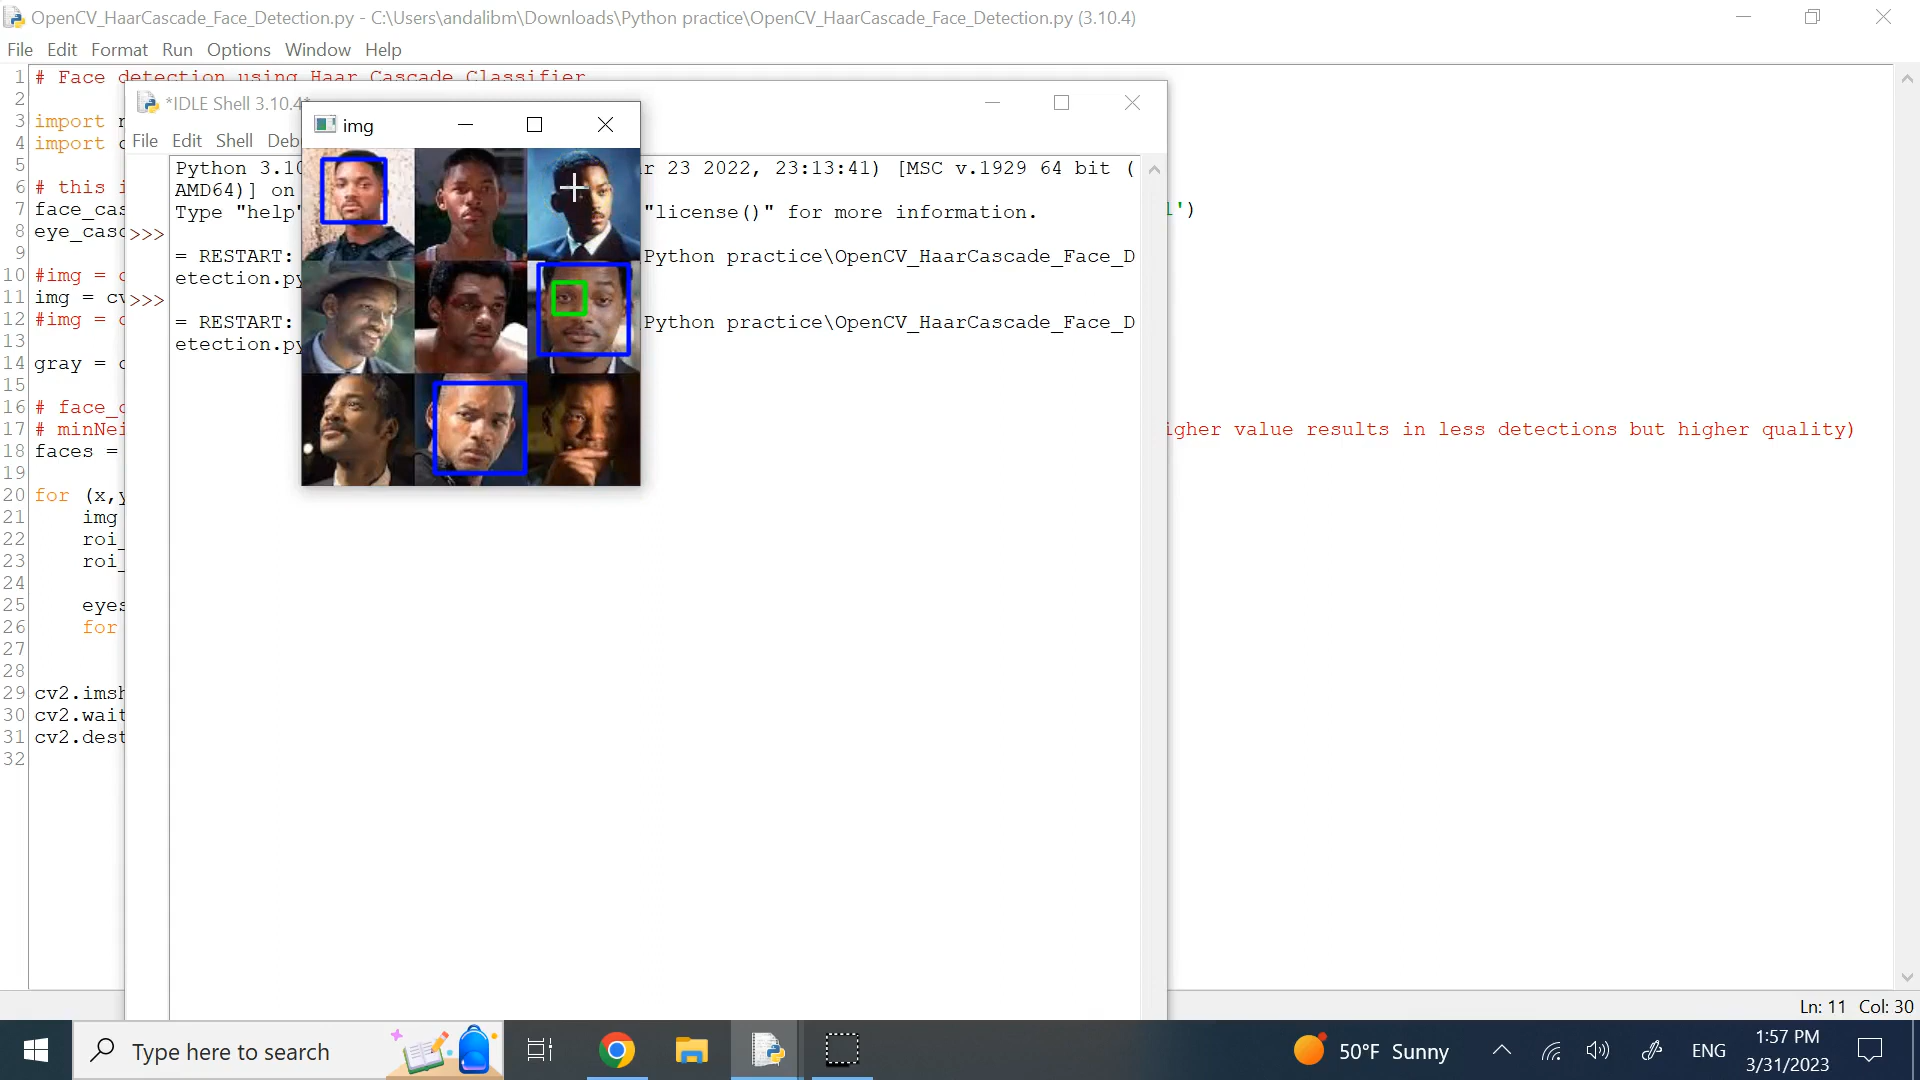 OpenCV_HaarCascade_Face_Detection.py - C:\Users\andalibm\Downloads\Python practice\OpenCV_HaarCascade_Face_Detection.py (3.10.4)
File Edit Format Run Options Window Help
1 # Face detection using Haar Cascade Classifier
2
3 import
4 import
5
6 # this
7 face_cas
8 eye_casc
9
10 #img =
11 img = cv
12 #img =
13
14 gray =
15
16 # face_
17 # minNei
18 faces =
19
20 for (x,y
21 img
22 roi_
23 roi_
24
25 eyes
26 for
27
28
29 cv2.imsh
30 cv2.wait
31 cv2.dest
32
l')
igher value results in less detections but higher quality)
*IDLE Shell 3.10.4*
File Edit Shell Deb
img
Python 3.10 r 23 2022, 23:13:41) [MSC v.1929 64 bit (
AMD64)] on
Type "help" "license()" for more information.
>>>
= RESTART: Python practice\OpenCV_HaarCascade_Face_D
etection.py
>>>
= RESTART: Python practice\OpenCV_HaarCascade_Face_D
etection.py
Ln: 11 Col: 30
Type here to search
50°F Sunny
ENG
1:57 PM
3/31/2023